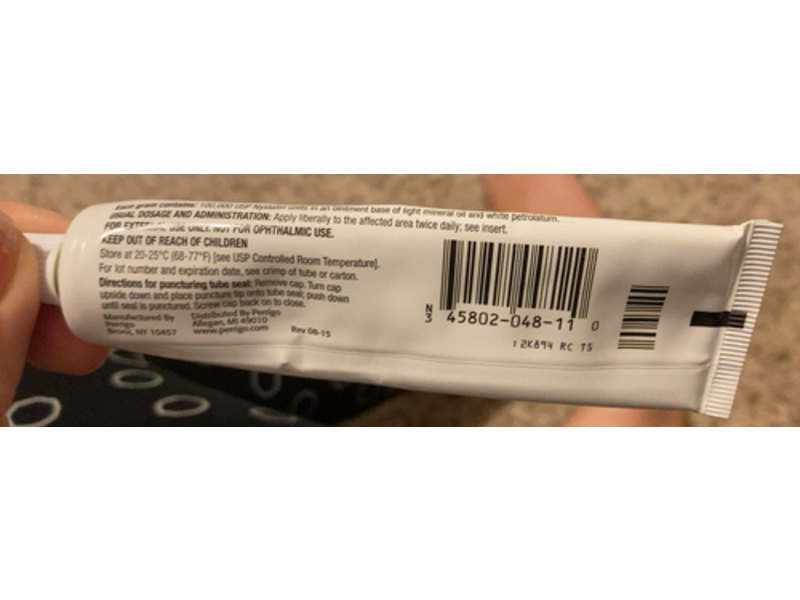 Each gram contains: 100,000 USP Nystatin units in an ointment base of light mineral oil and white petrolatum.
USUAL DOSAGE AND ADMINISTRATION: Apply liberally to the affected area twice daily; see insert.
FOR EXTERNAL USE ONLY. NOT FOR OPHTHALMIC USE.
KEEP OUT OF REACH OF CHILDREN
Store at 20-25°C (68-77°F) [see USP Controlled Room Temperature].
For lot number and expiration date, see crimp of tube or carton.
Directions for puncturing tube seal: Remove cap. Turn cap
upside down and place puncture tip onto tube seal; push down
until seal is punctured. Screw cap back on to close.
Manufactured By
Perrigo
Bronx, NY 10457
Distributed By Perrigo
Allegan, MI 49010
www.perrigo.com
Rev 08-15
N
3 45802-048-11 0
: 2K894 RC TS